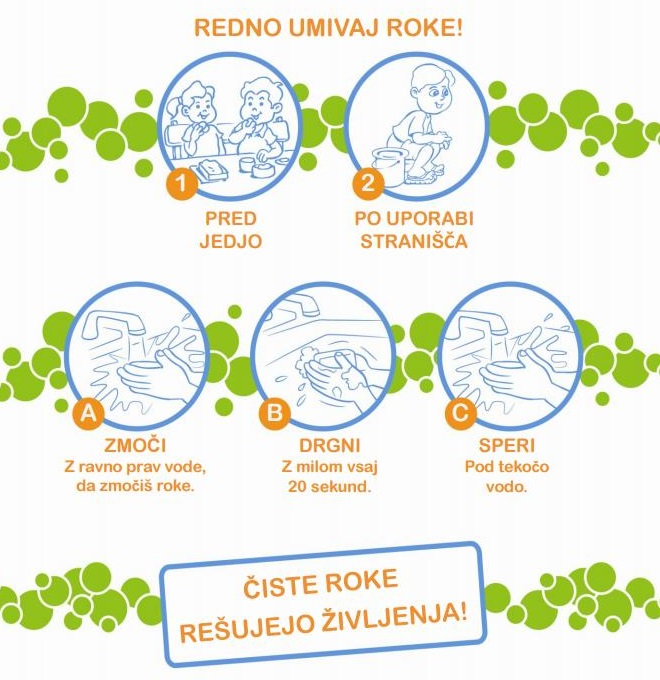 REDNO UMIVAJ ROKE!
1
PRED
JEDJO
2
PO UPORABI
STRANIŠČA
A
ZMOČI
Z ravno prav vode,
da zmočiš roke.
B
DRGNI
Z milom vsaj
20 sekund.
C
SPERI
Pod tekočo
vodo.
ČISTE ROKE
REŠUJEJO ŽIVLJENJA!